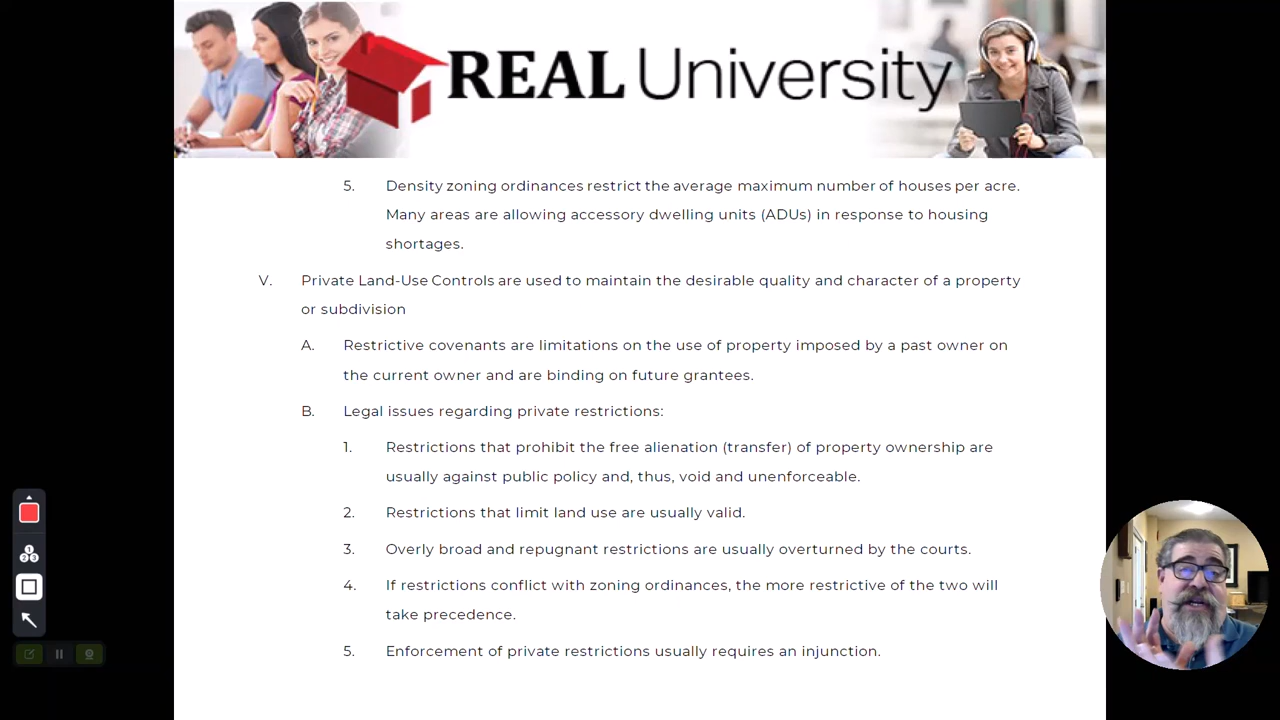 REAL University
5. Density zoning ordinances restrict the average maximum number of houses per acre.
Many areas are allowing accessory dwelling units (ADUs) in response to housing
shortages.
V. Private Land-Use Controls are used to maintain the desirable quality and character of a property
or subdivision
A. Restrictive covenants are limitations on the use of property imposed by a past owner on
the current owner and are binding on future grantees.
B. Legal issues regarding private restrictions:
1. Restrictions that prohibit the free alienation (transfer) of property ownership are
usually against public policy and, thus, void and unenforceable.
2. Restrictions that limit land use are usually valid.
3. Overly broad and repugnant restrictions are usually overturned by the courts.
4. If restrictions conflict with zoning ordinances, the more restrictive of the two will
take precedence.
5. Enforcement of private restrictions usually requires an injunction.